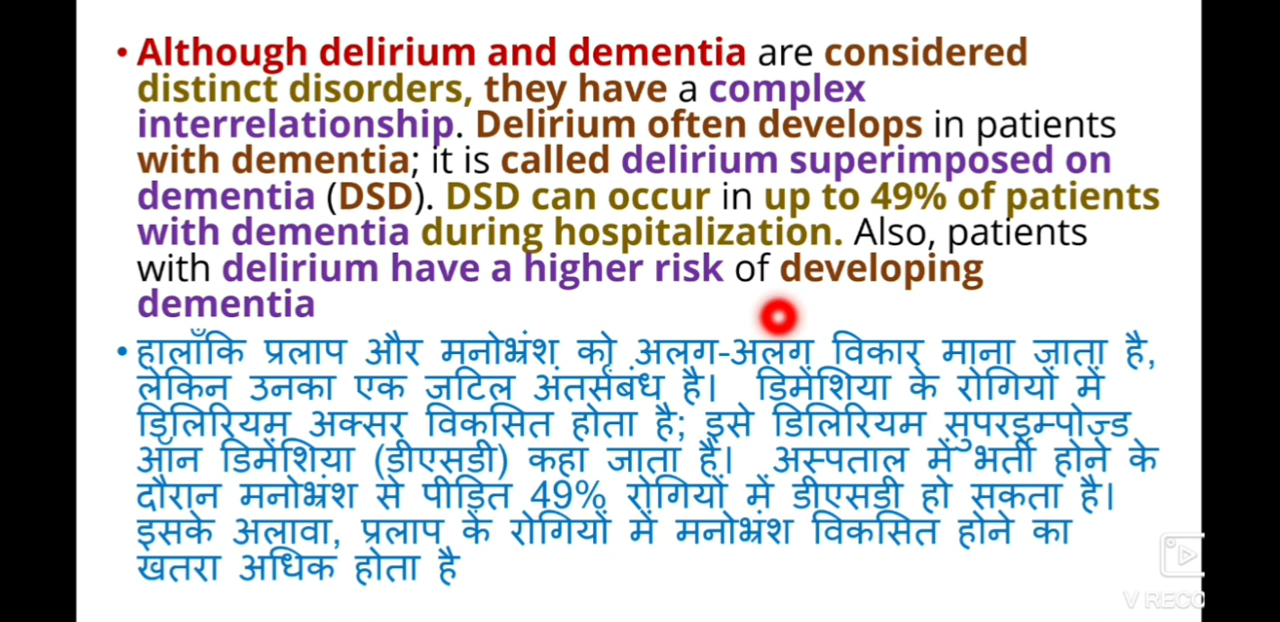 • Although delirium and dementia are considered
distinct disorders, they have a complex
interrelationship. Delirium often develops in patients
with dementia; it is called delirium superimposed on
dementia (DSD). DSD can occur in up to 49% of patients
with dementia during hospitalization. Also, patients
with delirium have a higher risk of developing
dementia
• हालाँकि प्रलाप और मनोभ्रंश को अलग-अलग विकार माना जाता है,
लेकिन उनका एक जटिल अंतर्संबंध है। डिमेंशिया के रोगियों में
डिलिरियम अक्सर विकसित होता है; इसे डिलिरियम सुपरइम्पोज्ड
ऑन डिमेंशिया (डीएसडी) कहा जाता है। अस्पताल में भर्ती होने के
दौरान मनोभ्रंश से पीड़ित 49% रोगियों में डीएसडी हो सकता है।
इसके अलावा, प्रलाप के रोगियों में मनोभ्रंश विकसित होने का
खतरा अधिक होता है
V RECO